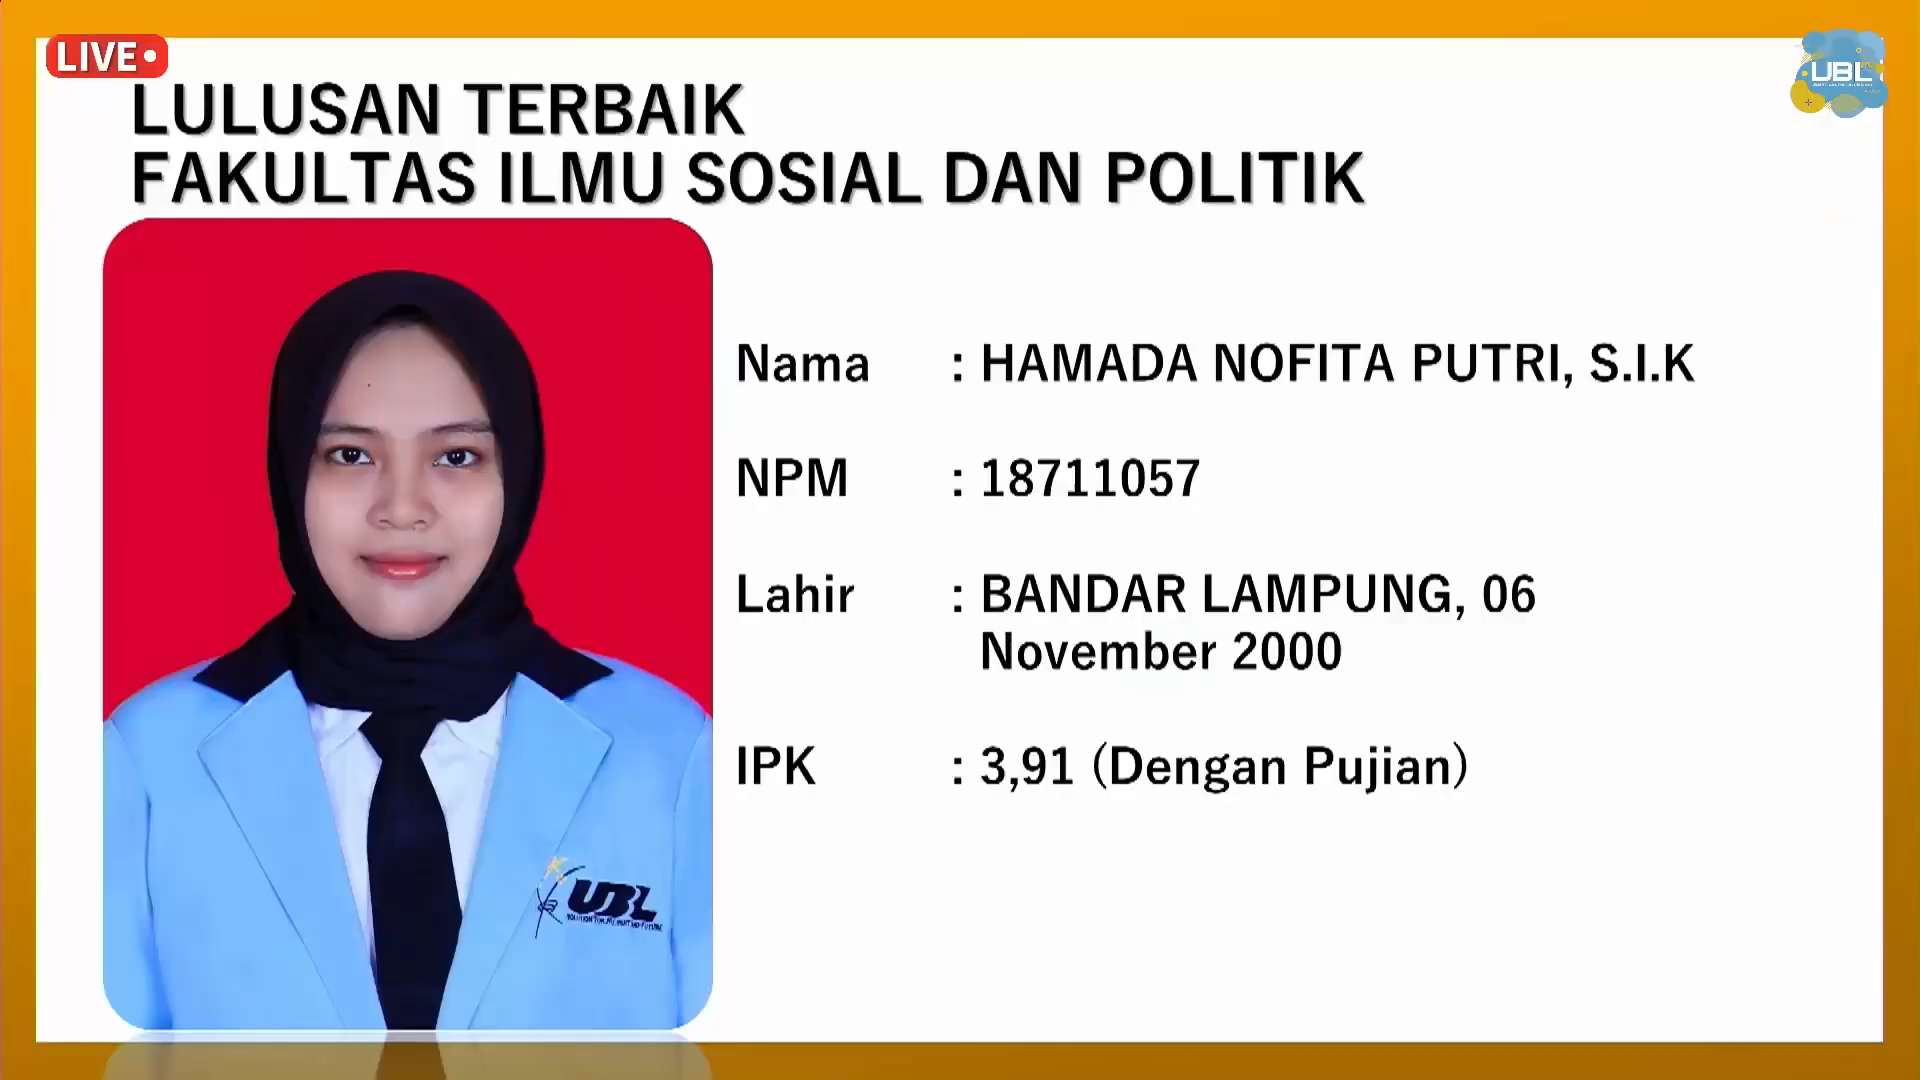 LIVE
UBL
LULUSAN TERBAIK
FAKULTAS ILMU SOSIAL DAN POLITIK
Nama : HAMADA NOFITA PUTRI, S.I.K
NPM : 18711057
Lahir : BANDAR LAMPUNG, 06
November 2000
IPK : 3,91 (Dengan Pujian)
UBL